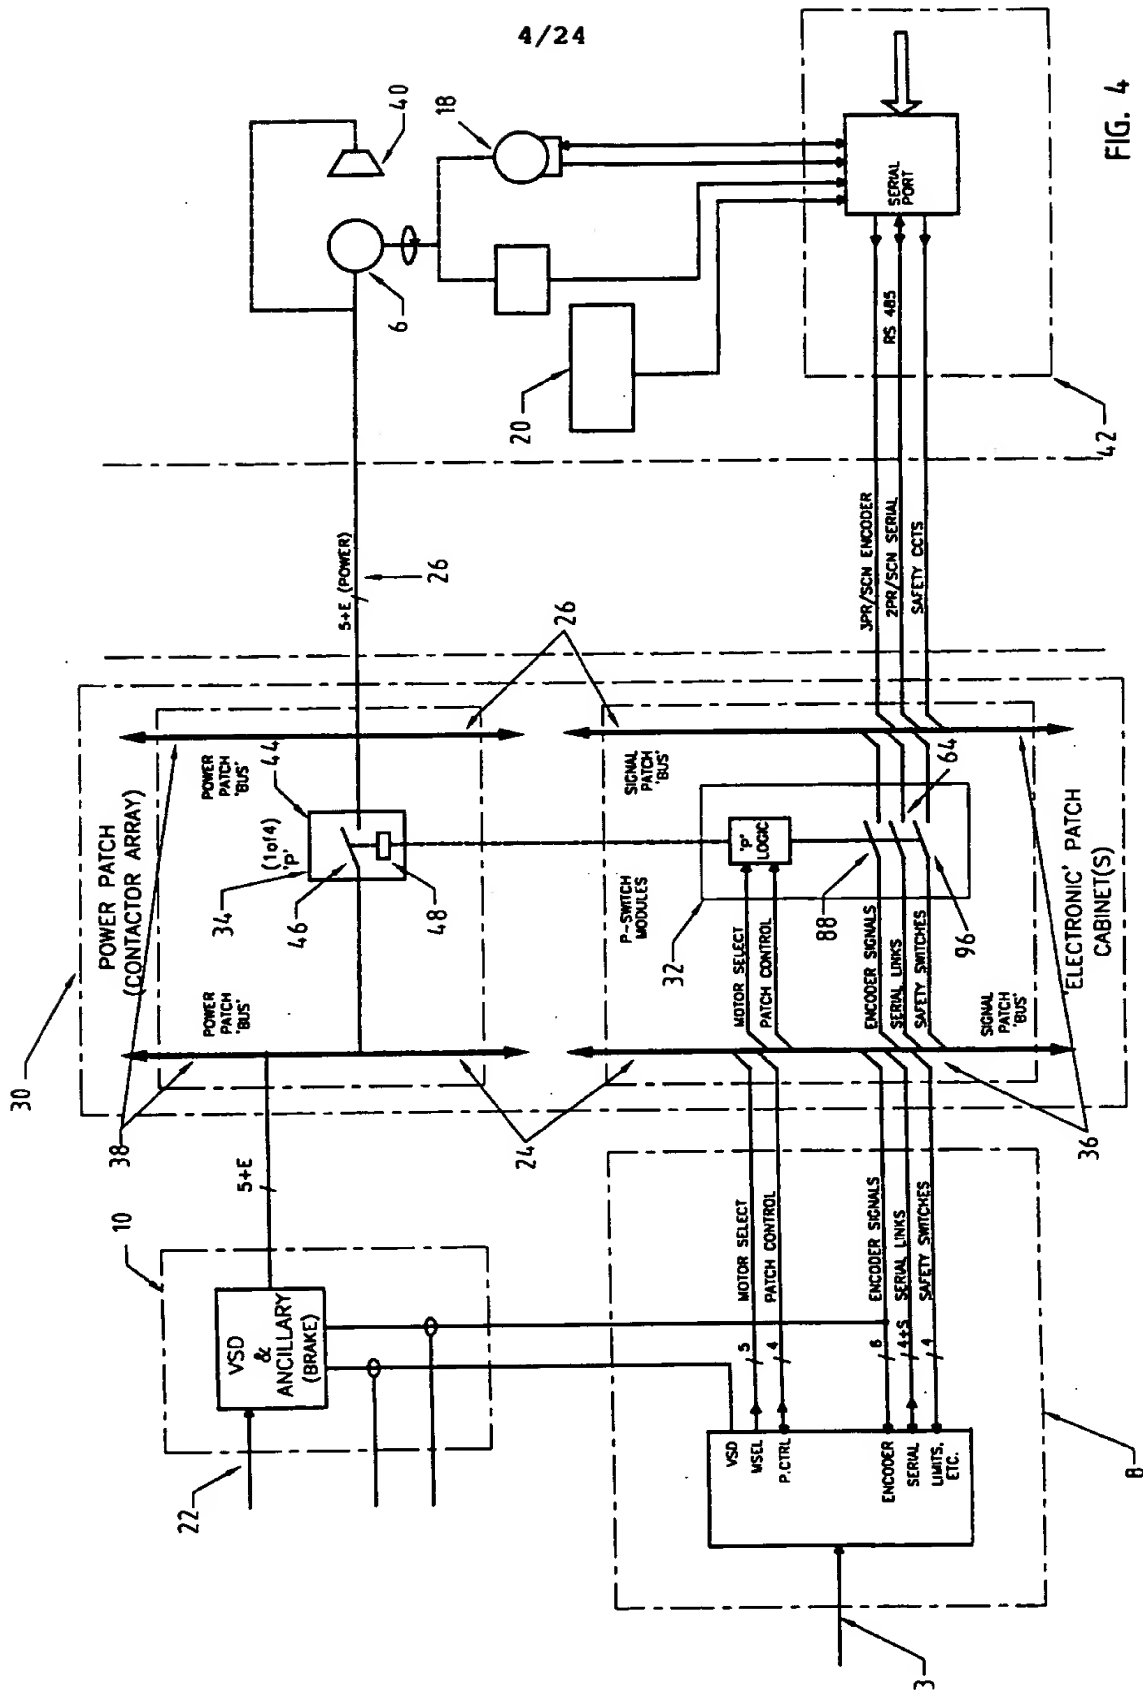 4/24
FIG. 4
30
POWER PATCH
(CONTACTOR ARRAY)
38
POWER
PATCH
'BUS'
34
(1of4)
'P'
44
46
48
POWER
PATCH
'BUS'
26
24
5+E
10
VSD
&
ANCILLARY
(BRAKE)
22
5+E (POWER)
26
6
40
18
20
SERIAL
PORT
RS 485
42
3PR/SCN ENCODER
2PR/SCN SERIAL
SAFETY CCTS
SIGNAL
PATCH
'BUS'
P-SWITCH
MODULES
32
'P'
LOGIC
88
64
96
MOTOR SELECT
PATCH CONTROL
ENCODER SIGNALS
SERIAL LINKS
SAFETY SWITCHES
SIGNAL
PATCH
'BUS'
'ELECTRONIC' PATCH
CABINET(S)
36
MOTOR SELECT
PATCH CONTROL
ENCODER SIGNALS
SERIAL LINKS
SAFETY SWITCHES
5
4
6
4+S
4
VSD
MSEL
P.CTRL
ENCODER
SERIAL
LIMITS,
ETC.
8
3